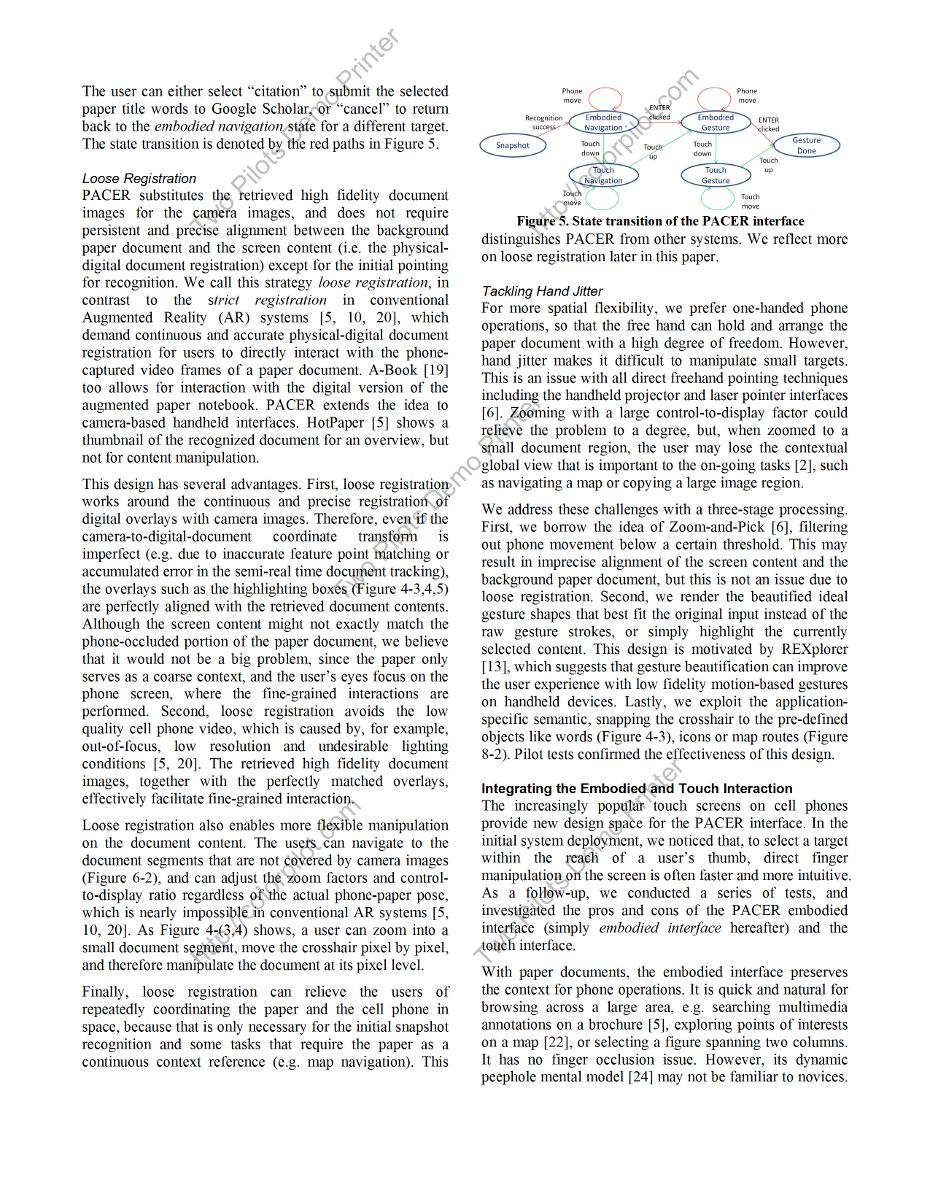 The user can either select “citation” to submit the selected
paper title words to Google Scholar, or “cancel” to return
back to the embodied navigation state for a different target.
The state transition is denoted by the red paths in Figure 5.
Loose Registration
PACER substitutes the retrieved high fidelity document
images for the camera images, and does not require
persistent and precise alignment between the background
paper document and the screen content (i.e. the physical-
digital document registration) except for the initial pointing
for recognition. We call this strategy loose registration, in
contrast to the strict registration in conventional
Augmented Reality (AR) systems [5, 10, 20], which
demand continuous and accurate physical-digital document
registration for users to directly interact with the phone-
captured video frames of a paper document. A-Book [19]
too allows for interaction with the digital version of the
augmented paper notebook. PACER extends the idea to
camera-based handheld interfaces. HotPaper [5] shows a
thumbnail of the recognized document for an overview, but
not for content manipulation.
This design has several advantages. First, loose registration
works around the continuous and precise registration of
digital overlays with camera images. Therefore, even if the
camera-to-digital-document coordinate transform is
imperfect (e.g. due to inaccurate feature point matching or
accumulated error in the semi-real time document tracking),
the overlays such as the highlighting boxes (Figure 4-3,4,5)
are perfectly aligned with the retrieved document contents.
Although the screen content might not exactly match the
phone-occluded portion of the paper document, we believe
that it would not be a big problem, since the paper only
serves as a coarse context, and the user’s eyes focus on the
phone screen, where the fine-grained interactions are
performed. Second, loose registration avoids the low
quality cell phone video, which is caused by, for example,
out-of-focus, low resolution and undesirable lighting
conditions [5, 20]. The retrieved high fidelity document
images, together with the perfectly matched overlays,
effectively facilitate fine-grained interaction.
Loose registration also enables more flexible manipulation
on the document content. The users can navigate to the
document segments that are not covered by camera images
(Figure 6-2), and can adjust the zoom factors and control-
to-display ratio regardless of the actual phone-paper pose,
which is nearly impossible in conventional AR systems [5,
10, 20]. As Figure 4-(3,4) shows, a user can zoom into a
small document segment, move the crosshair pixel by pixel,
and therefore manipulate the document at its pixel level.
Finally, loose registration can relieve the users of
repeatedly coordinating the paper and the cell phone in
space, because that is only necessary for the initial snapshot
recognition and some tasks that require the paper as a
continuous context reference (e.g. map navigation). This
Phone
move
Phone
move
Recognition
success
Embodied
Navigation
ENTER
clicked
Embodied
Gesture
ENTER
clicked
Snapshot
Gesture
Done
Touch
down
Touch
up
Touch
down
Touch
up
Touch
Navigation
Touch
Gesture
Touch
move
Touch
move
Figure 5. State transition of the PACER interface
distinguishes PACER from other systems. We reflect more
on loose registration later in this paper.
Tackling Hand Jitter
For more spatial flexibility, we prefer one-handed phone
operations, so that the free hand can hold and arrange the
paper document with a high degree of freedom. However,
hand jitter makes it difficult to manipulate small targets.
This is an issue with all direct freehand pointing techniques
including the handheld projector and laser pointer interfaces
[6]. Zooming with a large control-to-display factor could
relieve the problem to a degree, but, when zoomed to a
small document region, the user may lose the contextual
global view that is important to the on-going tasks [2], such
as navigating a map or copying a large image region.
We address these challenges with a three-stage processing.
First, we borrow the idea of Zoom-and-Pick [6], filtering
out phone movement below a certain threshold. This may
result in imprecise alignment of the screen content and the
background paper document, but this is not an issue due to
loose registration. Second, we render the beautified ideal
gesture shapes that best fit the original input instead of the
raw gesture strokes, or simply highlight the currently
selected content. This design is motivated by REXplorer
[13], which suggests that gesture beautification can improve
the user experience with low fidelity motion-based gestures
on handheld devices. Lastly, we exploit the application-
specific semantic, snapping the crosshair to the pre-defined
objects like words (Figure 4-3), icons or map routes (Figure
8-2). Pilot tests confirmed the effectiveness of this design.
Integrating the Embodied and Touch Interaction
The increasingly popular touch screens on cell phones
provide new design space for the PACER interface. In the
initial system deployment, we noticed that, to select a target
within the reach of a user’s thumb, direct finger
manipulation on the screen is often faster and more intuitive.
As a follow-up, we conducted a series of tests, and
investigated the pros and cons of the PACER embodied
interface (simply embodied interface hereafter) and the
touch interface.
With paper documents, the embodied interface preserves
the context for phone operations. It is quick and natural for
browsing across a large area, e.g. searching multimedia
annotations on a brochure [5], exploring points of interests
on a map [22], or selecting a figure spanning two columns.
It has no finger occlusion issue. However, its dynamic
peephole mental model [24] may not be familiar to novices.
Two Pilots Demo Printer
http://colorpilot.com
Two Pilots Demo Printer
http://colorpilot.com
Two Pilots Demo Printer